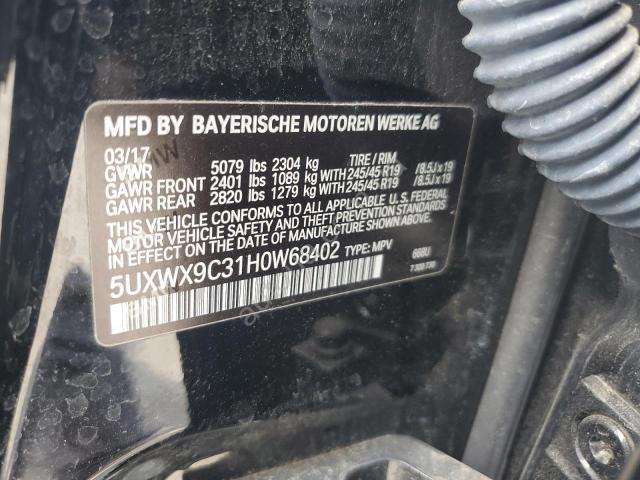 MFD BY BAYERISCHE MOTOREN WERKE AG
03/17 TIRE / RIM
GVWR 5079 lbs 2304 kg
GAWR FRONT 2401 lbs 1089 kg WITH 245/45 R19 /8.5J x 19
GAWR REAR 2820 lbs 1279 kg WITH 245/45 R19 /8.5J x 19
THIS VEHICLE CONFORMS TO ALL APPLICABLE U.S. FEDERAL
MOTOR VEHICLE SAFETY AND THEFT PREVENTION STANDARDS
IN EFFECT ON THE DATE OF MANUFACTURE SHOWN ABOVE.
5UXWX9C31H0W68402 TYPE: MPV 668U